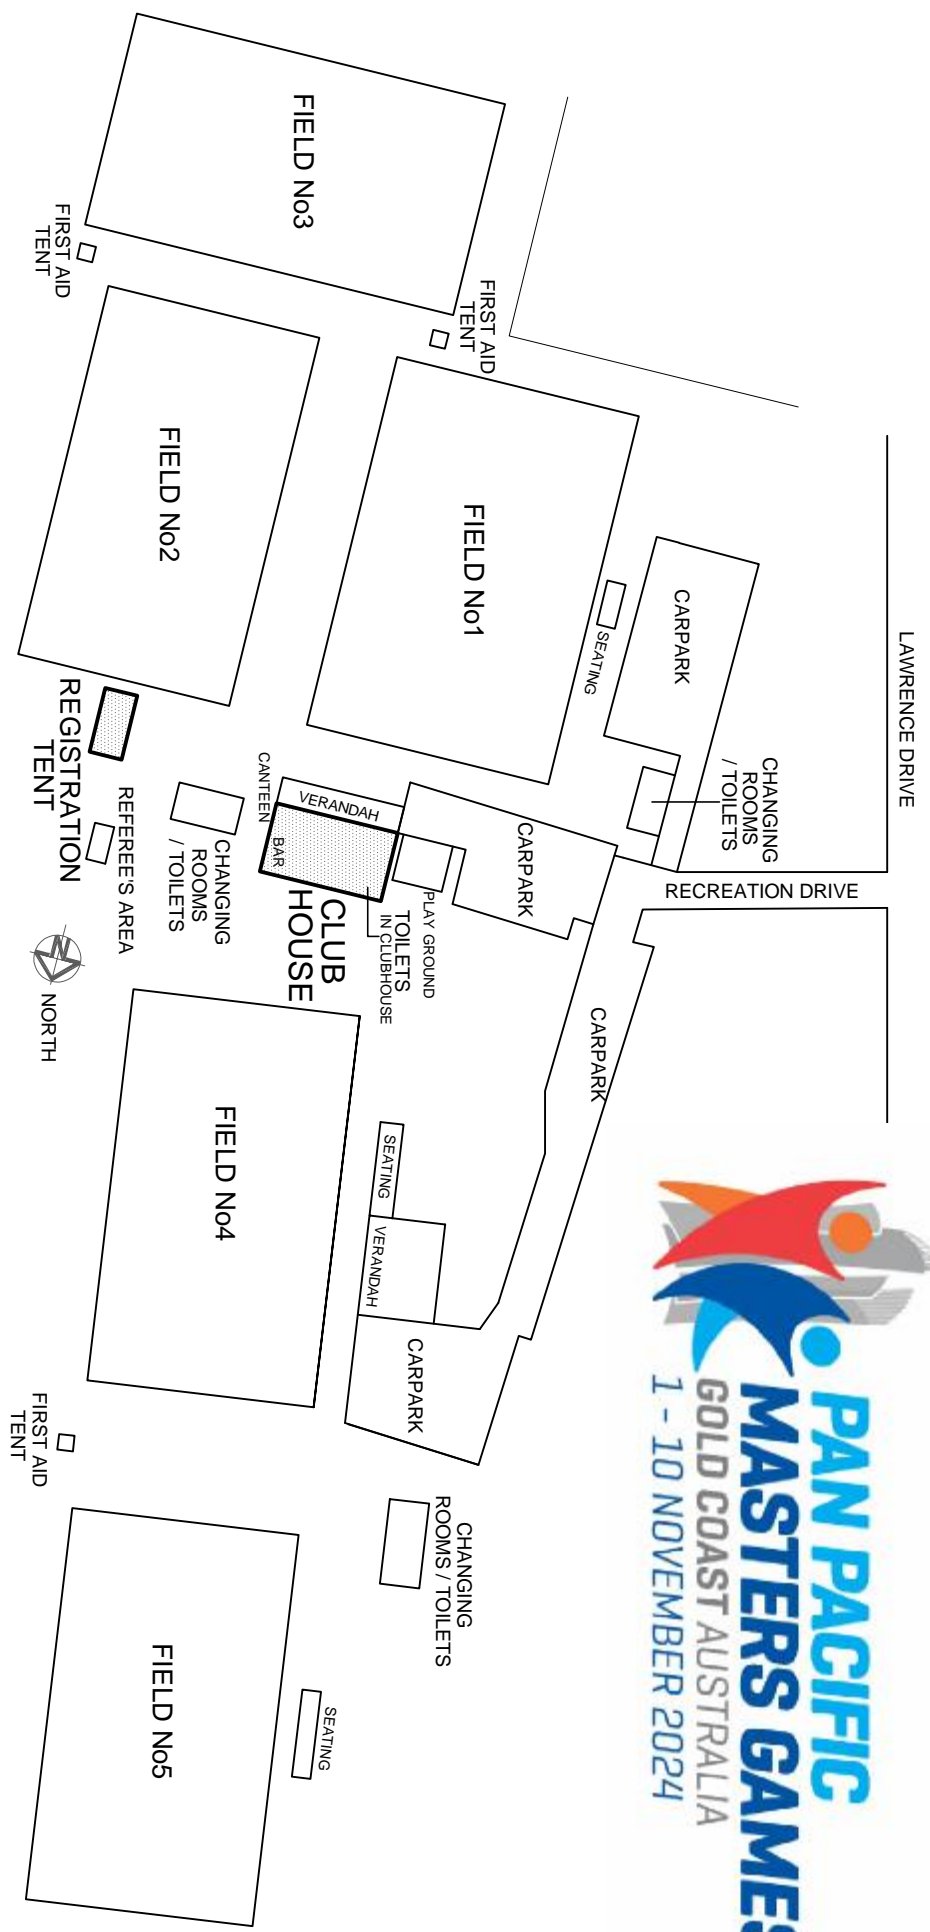 LAWRENCE DRIVE
PAN PACIFIC
MASTERS GAMES
GOLD COAST AUSTRALIA
1 - 10 NOVEMBER 2024
CHANGING
ROOMS
/ TOILETS
RECREATION DRIVE
CARPARK
SEATING
FIRST AID
TENT
FIELD No1
FIELD No3
CARPARK
CARPARK
PLAY GROUND
TOILETS
IN CLUBHOUSE
CLUB
HOUSE
VERANDAH
BAR
CANTEEN
SEATING
VERANDAH
CARPARK
CHANGING
ROOMS / TOILETS
SEATING
FIELD No4
FIELD No5
CHANGING
ROOMS
/ TOILETS
FIELD No2
REFEREE'S AREA
REGISTRATION
TENT
FIRST AID
TENT
N
NORTH
FIRST AID
TENT